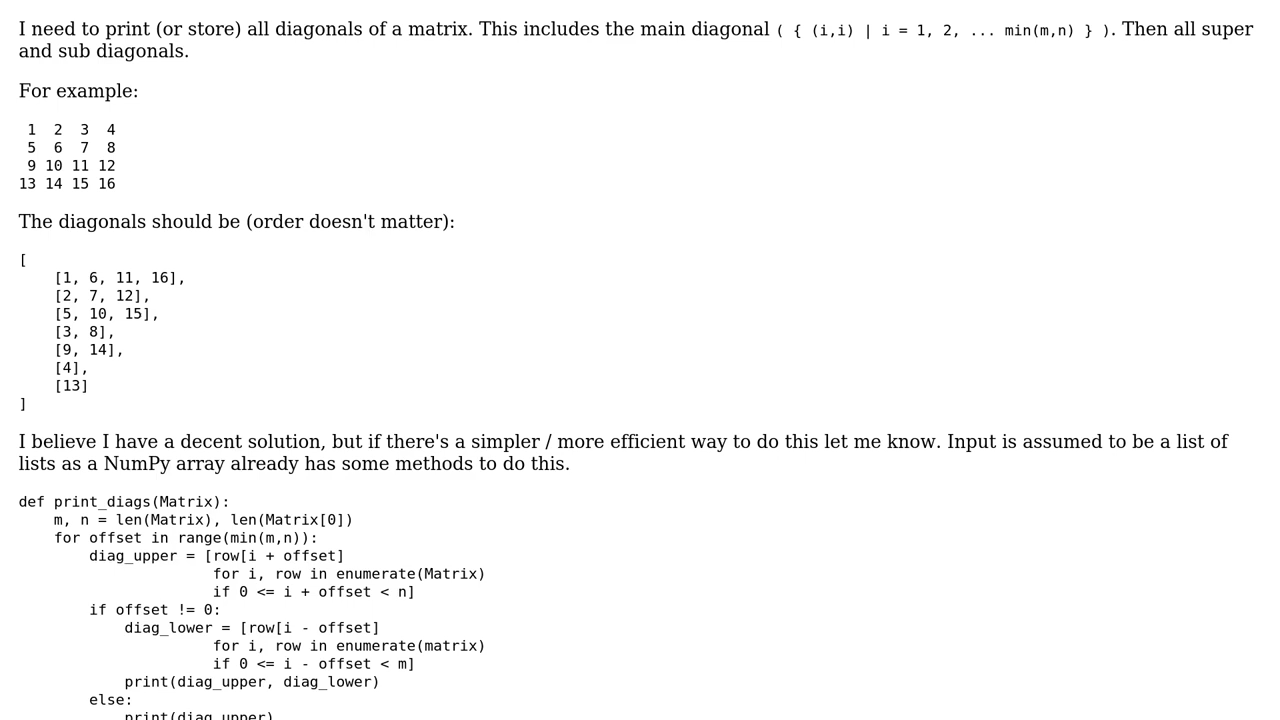 I need to print (or store) all diagonals of a matrix. This includes the main diagonal ( { (i,i) | i = 1, 2, ... min(m,n) } ). Then all super
and sub diagonals.
For example:
 1  2  3  4
 5  6  7  8
 9 10 11 12
13 14 15 16
The diagonals should be (order doesn't matter):
[
    [1, 6, 11, 16],
    [2, 7, 12],
    [5, 10, 15],
    [3, 8],
    [9, 14],
    [4],
    [13]
]
I believe I have a decent solution, but if there's a simpler / more efficient way to do this let me know. Input is assumed to be a list of
lists as a NumPy array already has some methods to do this.
def print_diags(Matrix):
    m, n = len(Matrix), len(Matrix[0])
    for offset in range(min(m,n)):
        diag_upper = [row[i + offset]
                      for i, row in enumerate(Matrix)
                      if 0 <= i + offset < n]
        if offset != 0:
            diag_lower = [row[i - offset]
                      for i, row in enumerate(matrix)
                      if 0 <= i - offset < m]
            print(diag_upper, diag_lower)
        else:
            print(diag_upper)